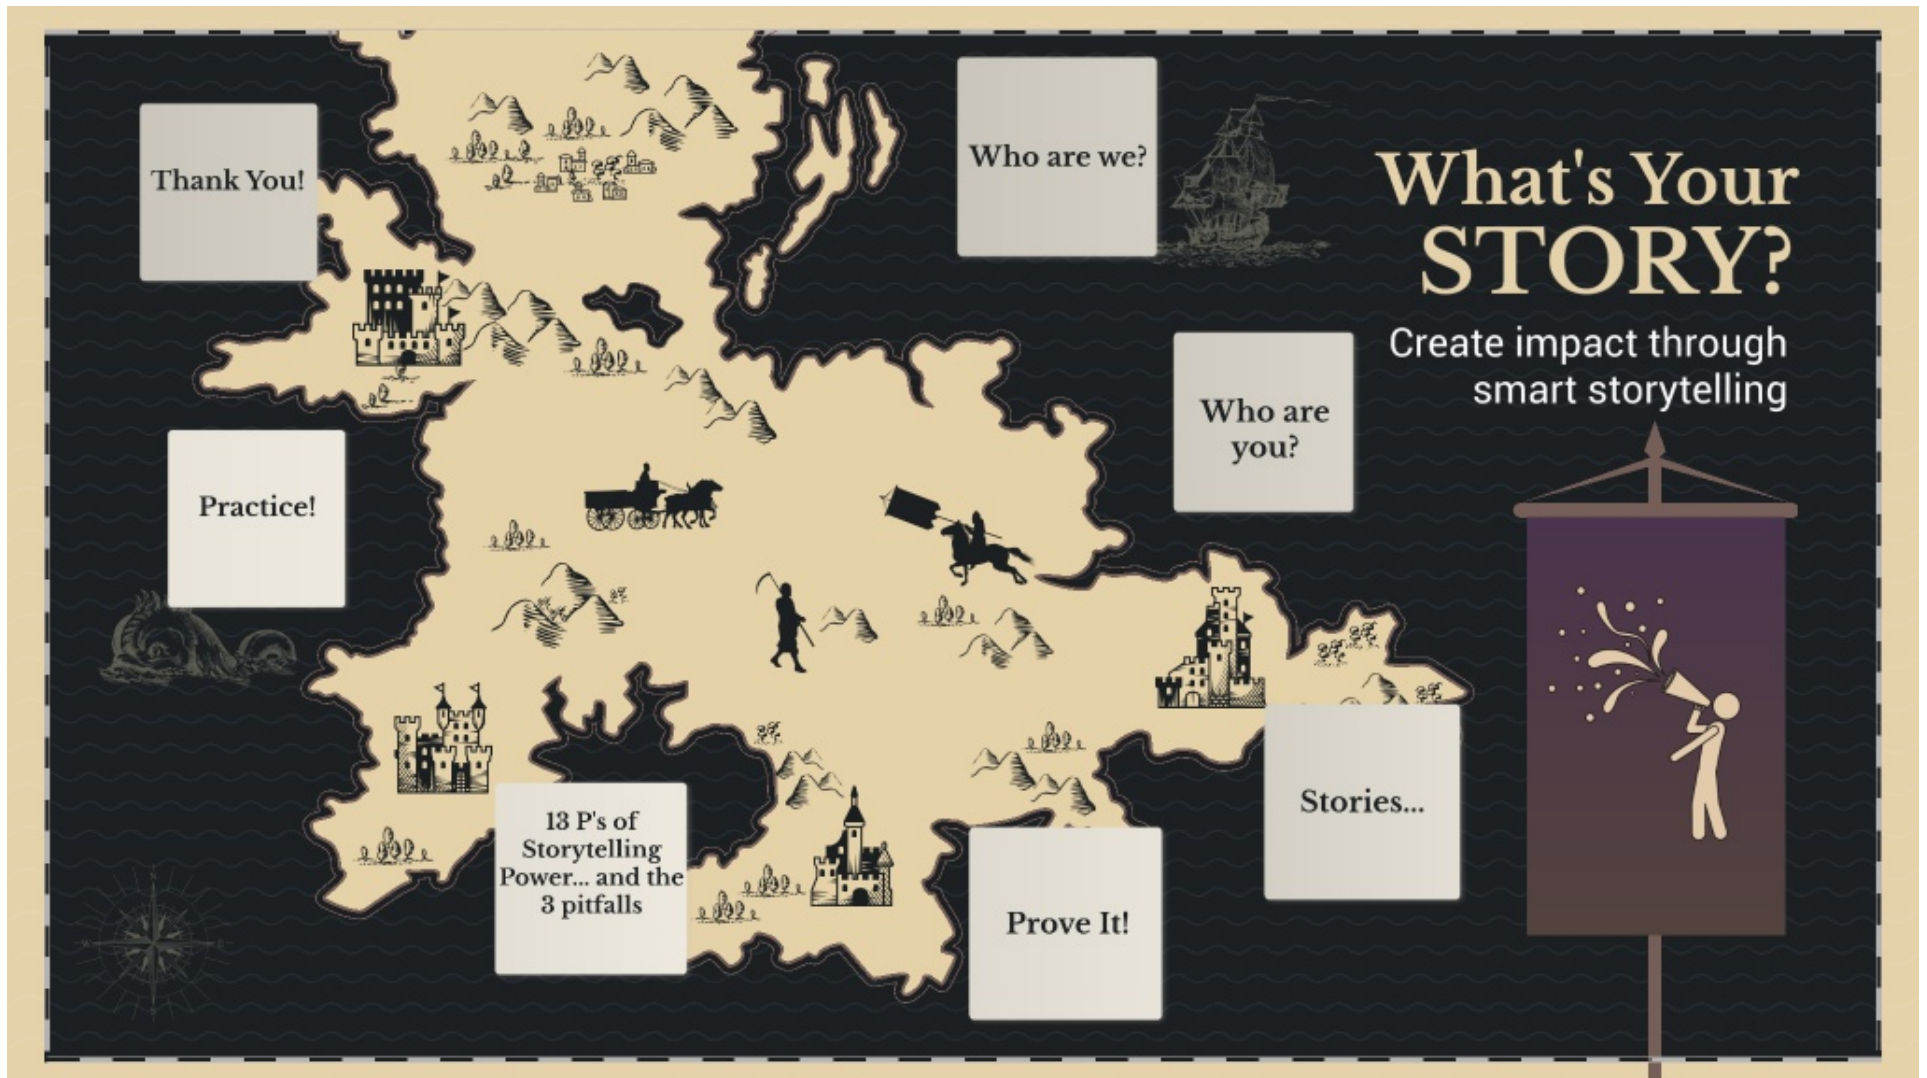 What's Your
STORY?
Create impact through
smart storytelling
Who are we?
Who are
you?
Stories...
Prove It!
13 P's of
Storytelling
Power... and the
3 pitfalls
Practice!
Thank You!